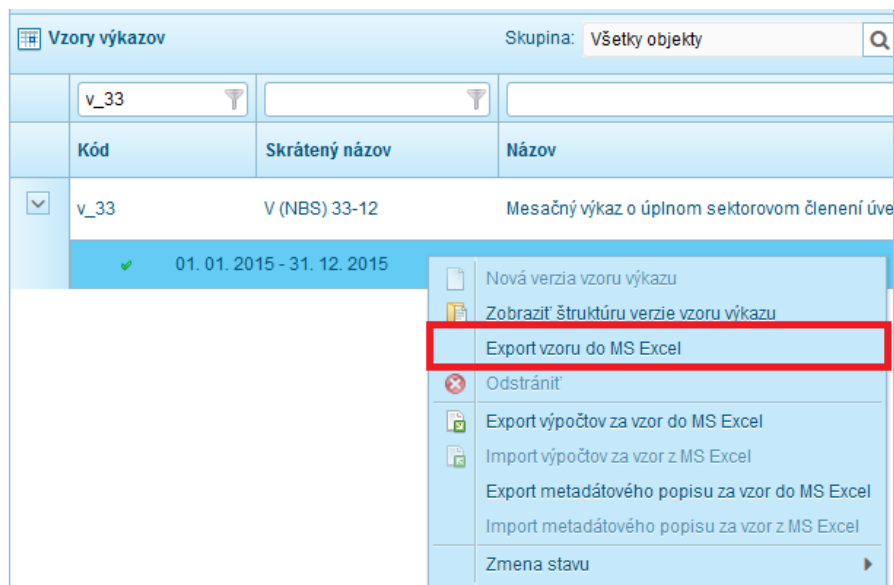 Vzory výkazov Skupina: Všetky objekty
v_33
Kód Skrátený názov Názov
v_33 V (NBS) 33-12 Mesačný výkaz o úplnom sektorovom členení úve
01. 01. 2015 - 31. 12. 2015
Nová verzia vzoru výkazu
Zobraziť štruktúru verzie vzoru výkazu
Export vzoru do MS Excel
Odstrániť
Export výpočtov za vzor do MS Excel
Import výpočtov za vzor z MS Excel
Export metadátového popisu za vzor do MS Excel
Import metadátového popisu za vzor z MS Excel
Zmena stavu